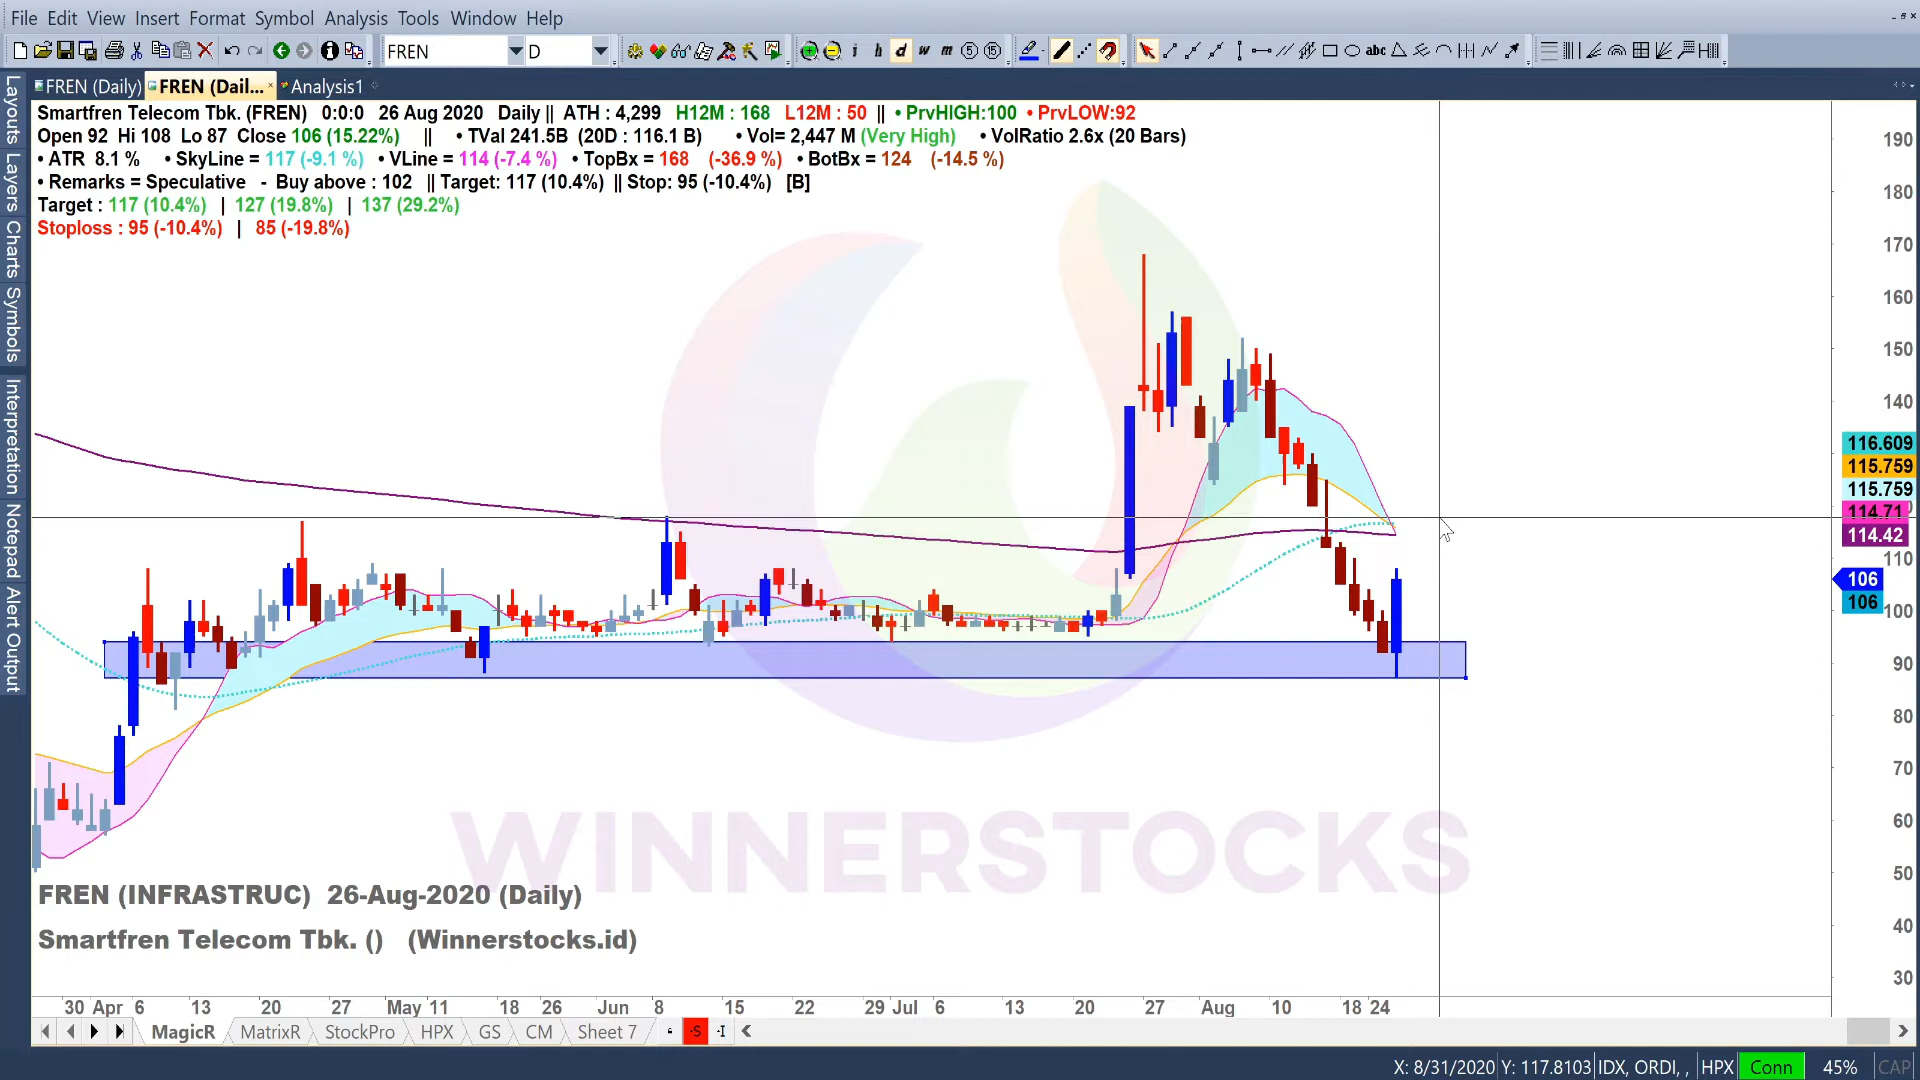 File Edit View Insert Format Symbol Analysis Tools Symbol Window Help
FREN D i h d w m 5 15 abc
FREN (Daily) FREN (Dail... Analysis1
Smartfren Telecom Tbk. (FREN) 0:0:0 26 Aug 2020 Daily || ATH : 4,299 H12M : 168 L12M : 50 || • PrvHIGH:100 • PrvLOW:92
Open 92 Hi 108 Lo 87 Close 106 (15.22%) || • TVal 241.5B (20D : 116.1 B) • Vol= 2,447 M (Very High) • VolRatio 2.6x (20 Bars)
• ATR 8.1 % • SkyLine = 117 (-9.1 %) • VLine = 114 (-7.4 %) • TopBx = 168 (-36.9 %) • BotBx = 124 (-14.5 %)
• Remarks = Speculative - Buy above : 102 || Target: 117 (10.4%) || Stop: 95 (-10.4%) [B]
Target : 117 (10.4%) | 127 (19.8%) | 137 (29.2%)
Stoploss : 95 (-10.4%) | 85 (-19.8%)
Layouts
Layers
Charts
Symbols
Interpretation
Notepad
Alert Output
190
180
170
160
150
140
116.609
115.759
115.759
114.71
114.42
110
106
106
100
90
80
70
60
50
40
30
WINNERSTOCKS
FREN (INFRASTRUC) 26-Aug-2020 (Daily)
Smartfren Telecom Tbk. () (Winnerstocks.id)
30 Apr 6 13 20 27 May 11 18 26 Jun 8 15 22 29 Jul 6 13 20 27 Aug 10 18 24
MagicR MatrixR StockPro HPX GS CM Sheet 7 S I
X: 8/31/2020 Y: 117.8103 IDX, ORDI, , HPX Conn 45% CAP